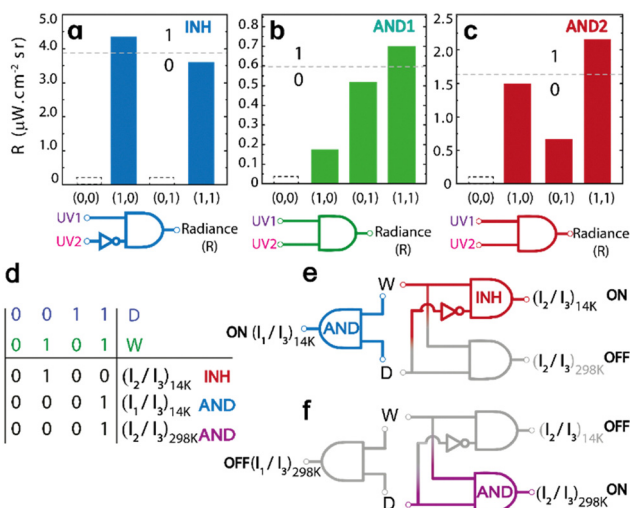 a
INH
R (μW.cm⁻² sr)
5.0
4.0
3.0
2.0
1.0
0
1
0
(0,0) (1,0) (0,1) (1,1)
UV1
UV2
Radiance
(R)
b
AND1
0.8
0.7
0.6
0.5
0.4
0.3
0.2
0.1
0
1
0
(0,0) (1,0) (0,1) (1,1)
UV1
UV2
Radiance
(R)
c
AND2
2.5
2.0
1.5
1.0
0.5
0
1
0
(0,0) (1,0) (0,1) (1,1)
UV1
UV2
Radiance
(R)
d
0 0 1 1 D
0 1 0 1 W
0 1 0 0 (I₂/I₃)14K INH
0 0 0 1 (I₁/I₃)14K AND
0 0 0 1 (I₂/I₃)298K AND
e
W
INH
(I₂/I₃)14K ON
ON (I₁/I₃)14K
AND
(I₂/I₃)298K OFF
D
f
W
(I₂/I₃)14K OFF
OFF (I₁/I₃)298K
AND
(I₂/I₃)298K ON
D